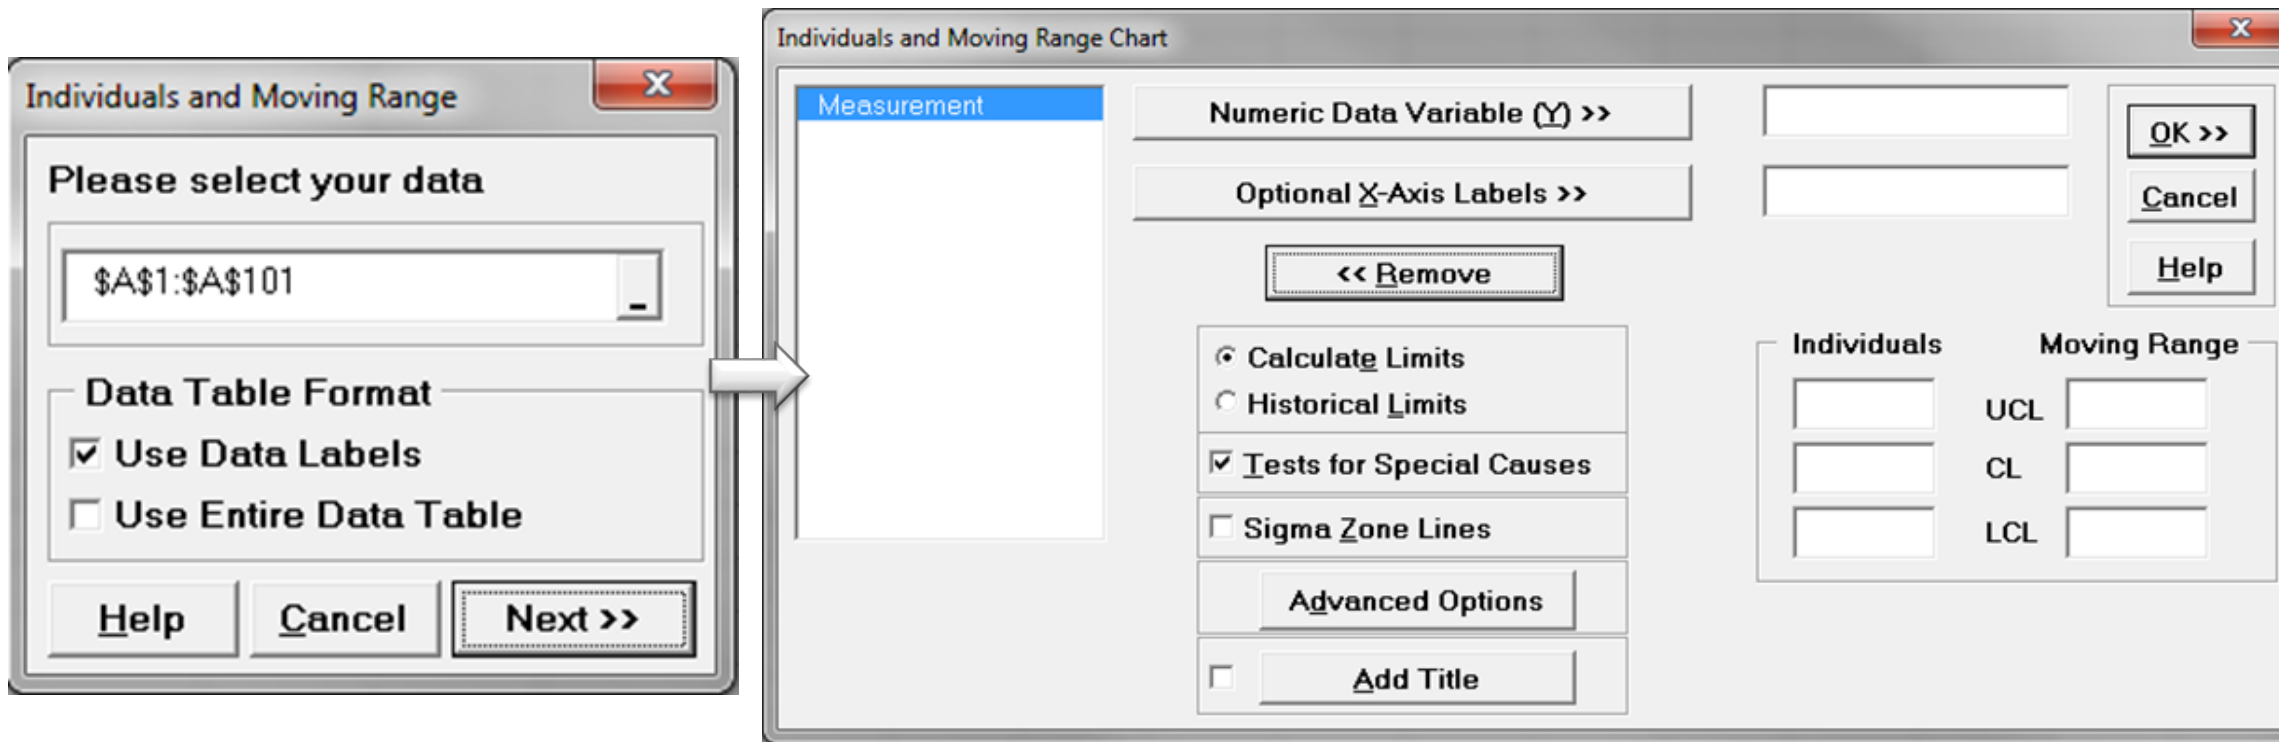 Individuals and Moving Range
Please select your data
$A$1:$A$101
Data Table Format
Use Data Labels
Use Entire Data Table
Help
Cancel
Next >>
Individuals and Moving Range Chart
Measurement
Numeric Data Variable (Y) >>
Optional X-Axis Labels >>
<< Remove
Calculate Limits
Historical Limits
Tests for Special Causes
Sigma Zone Lines
Advanced Options
Add Title
OK >>
Cancel
Help
Individuals Moving Range
UCL
CL
LCL